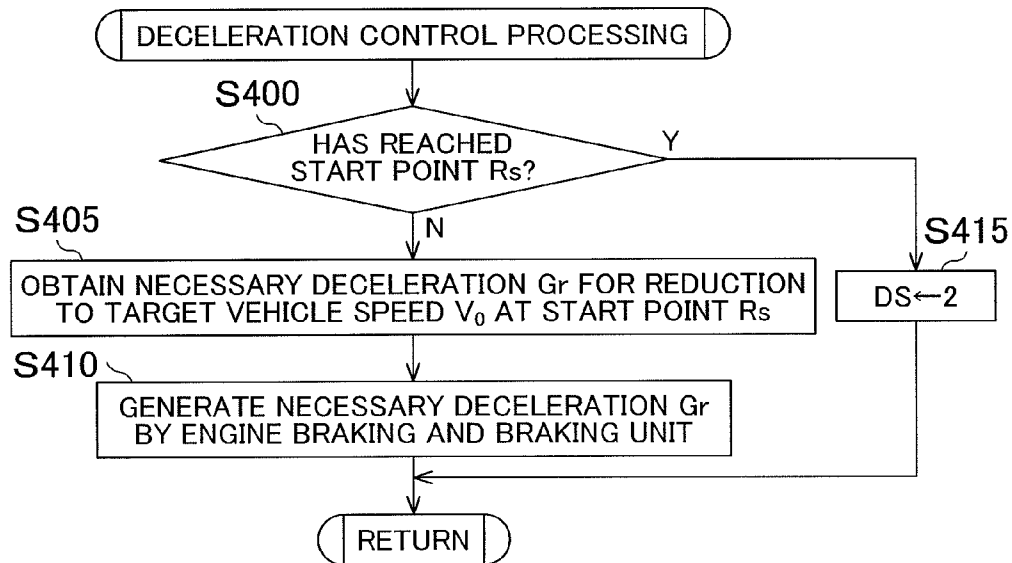 DECELERATION CONTROL PROCESSING
S400
HAS REACHED
START POINT Rs?
Y
N
S405
OBTAIN NECESSARY DECELERATION Gr FOR REDUCTION
TO TARGET VEHICLE SPEED V₀ AT START POINT Rs
S415
DS←2
S410
GENERATE NECESSARY DECELERATION Gr
BY ENGINE BRAKING AND BRAKING UNIT
RETURN